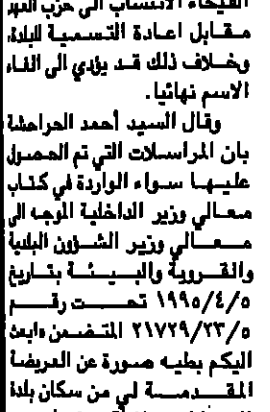 الفيحاء الانتساب الى حزب العهد
مقابل اعادة التسمية للبلدة،
وخلاف ذلك قد يؤدي الى الغاء
الاسم نهائيا.
وقال السيد أحمد الحراحشة
بان المراسلات التي تم الحصول
عليها سواء الواردة في كتاب
معالي وزير الداخلية الموجه الى
معالي وزير الشؤون البلدية
والقروية والبيئة بتاريخ
١٩٩٥/٤/٥ تحت رقم
٢١٧٢٩/٢٣/٥ المتضمن «ابعث
اليكم بطيه صورة عن العريضة
المقدمة لي من سكان بلدة